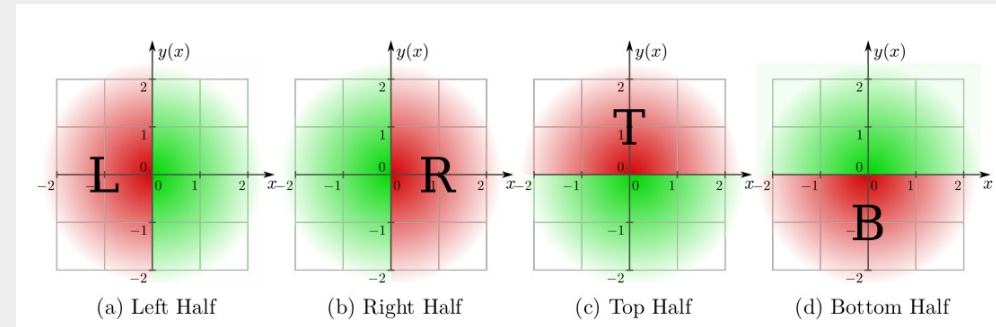 y(x) y(x) y(x) y(x)
2 2 2 2
1 1 1 1
L R T B
−2 0 0 1 2 x −2 −1 0 0 2 x −2 −1 0 0 1 2 x −2 −1 0 0 1 2 x
−1 −1 −1
−2 −2 −2 −2
(a) Left Half (b) Right Half (c) Top Half (d) Bottom Half